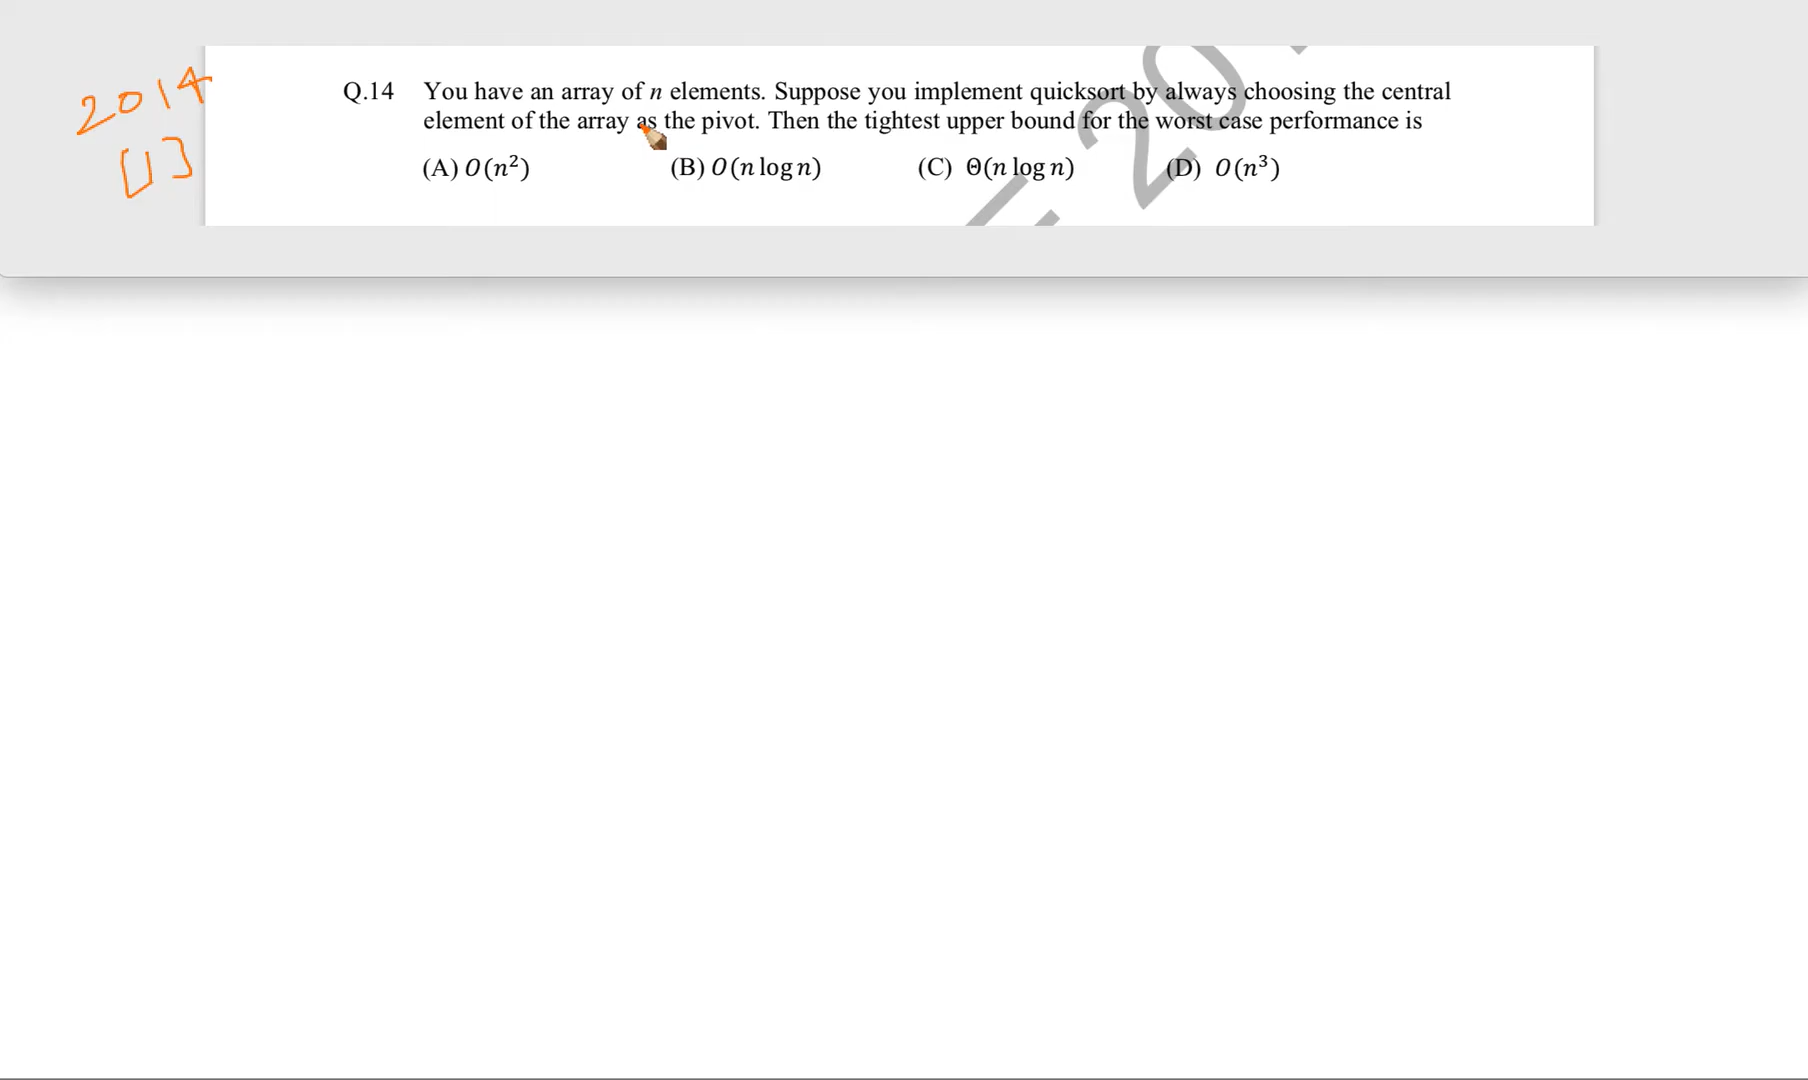 2014
[1]
Q.14 You have an array of n elements. Suppose you implement quicksort by always choosing the central
element of the array as the pivot. Then the tightest upper bound for the worst case performance is
(A) O(n²) (B) O(n log n) (C) Θ(n log n) (D) O(n³)